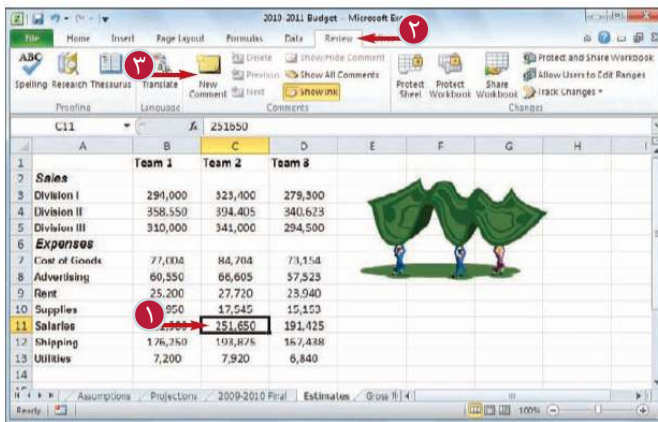 2010-2011 Budget - Microsoft Exc
File Home Insert Page Layout Formulas Data Review ٢
ABC ٣ Delete Show/Hide Comment Protect and Share Workbook
Previous Show All Comments Allow Users to Edit Ranges
Spelling Research Thesaurus Translate New Comment Next Show Ink Protect Sheet Protect Workbook Share Workbook Track Changes
Proofing Language Comments Changes
C11 fx 251650
A B C D E F G H I
1 Team 1 Team 2 Team 3
2 Sales
3 Division I 294,000 323,400 279,300
4 Division II 358.550 394.405 340.623
5 Division III 310,000 341,000 294,500
6 Expenses
7 Cost of Goods 77,004 84,704 73,154
8 Advertising 60,550 66,605 57,523
9 Rent 25.200 27.720 23.940
10 Supplies 950 17,545 15,153
11 Salaries ١ 251,650 191,425
12 Shipping 176,250 193,875 167,438
13 Utilities 7,200 7,920 6,840
14
Assumptions Projections 2009-2010 Final Estimates Gross
Ready 100%